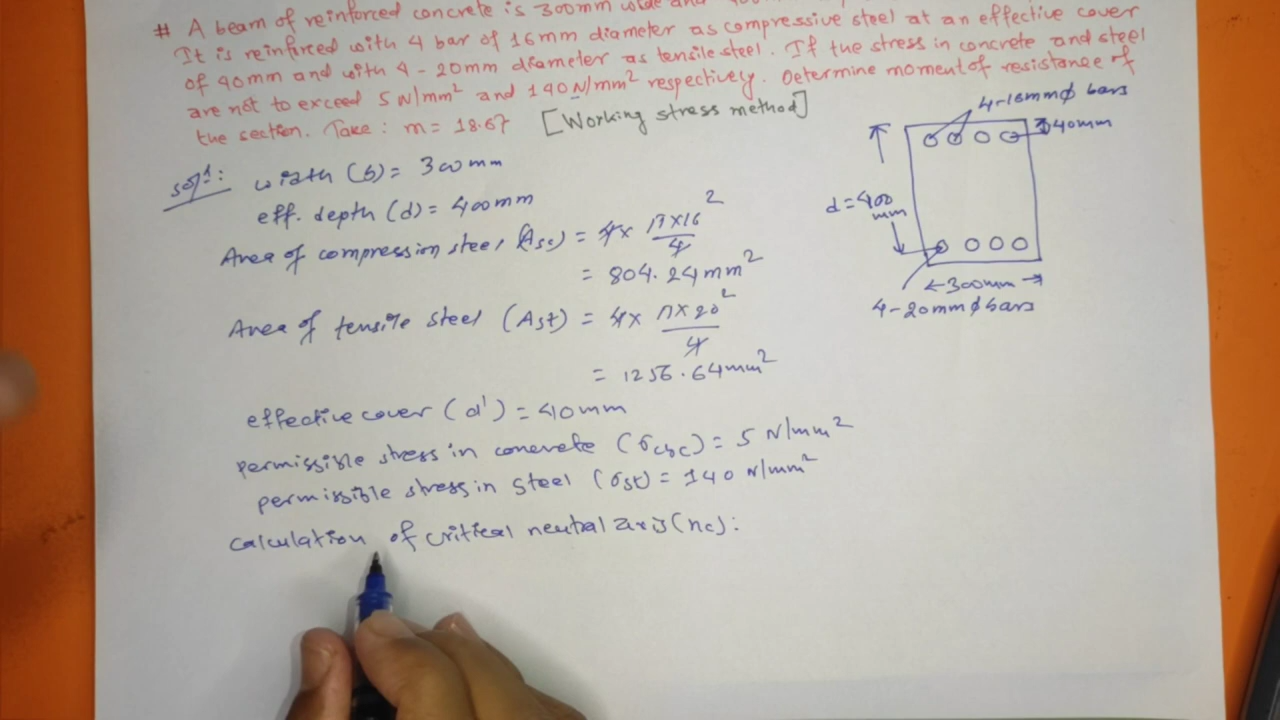 # A beam of reinforced concrete is 300mm wide and
It is reinforced with 4 bar of 16mm diameter as compressive steel at an effective cover
of 40mm and with 4 - 20mm diameter as tensile steel. If the stress in concrete and steel
are not to exceed 5 N/mm² and 140 N/mm² respectively. Determine moment of resistance of
the section. Take : m = 18.67 [Working stress method]
solⁿ: width (b) = 300mm
eff. depth (d) = 400mm
Area of compression steel (Asc) = 4 × π×16²/4
= 804.24mm²
Area of tensile steel (Ast) = 4 × π×20²/4
= 1256.64mm²
effective cover (d') = 40mm
permissible stress in concrete (σcbc) = 5 N/mm²
permissible stress in steel (σst) = 140 N/mm²
calculation of critical neutral axis (nc):
4-16mmϕ bars
40mm
d = 400
mm
300mm
4-20mmϕ bars